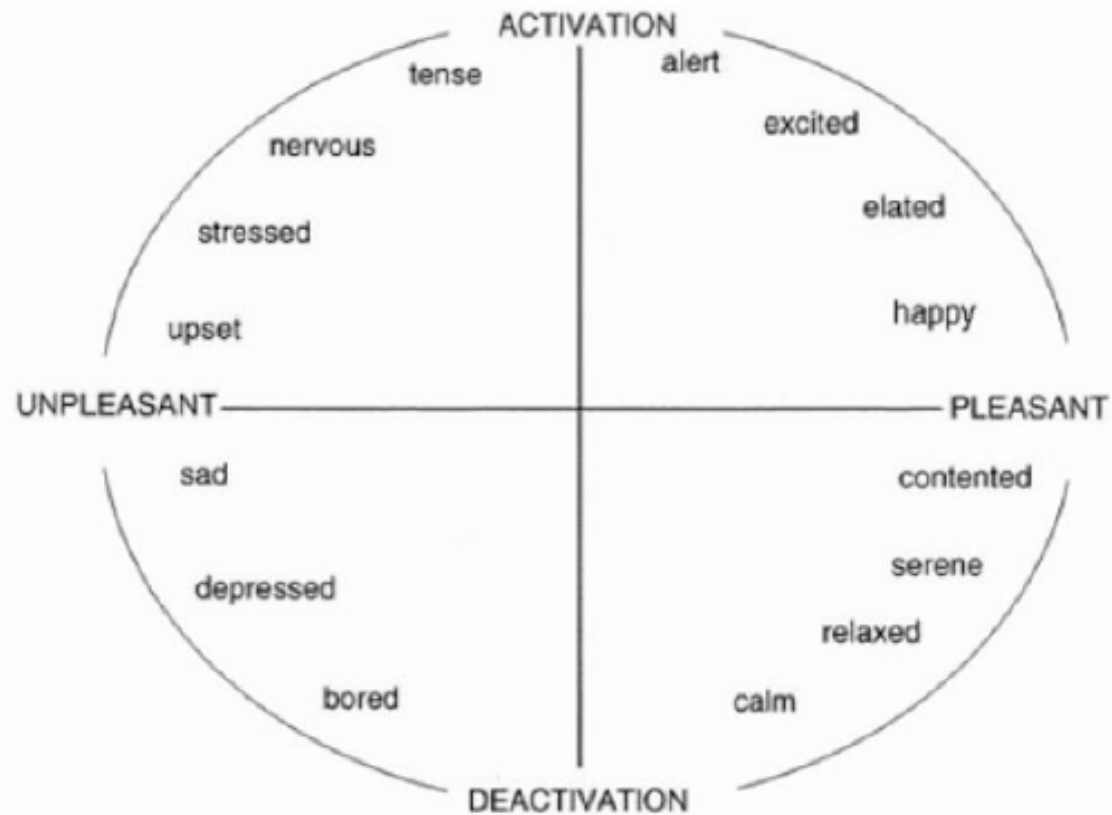 ACTIVATION
tense
alert
nervous
excited
stressed
elated
upset
happy
UNPLEASANT
PLEASANT
sad
contented
depressed
serene
relaxed
bored
calm
DEACTIVATION